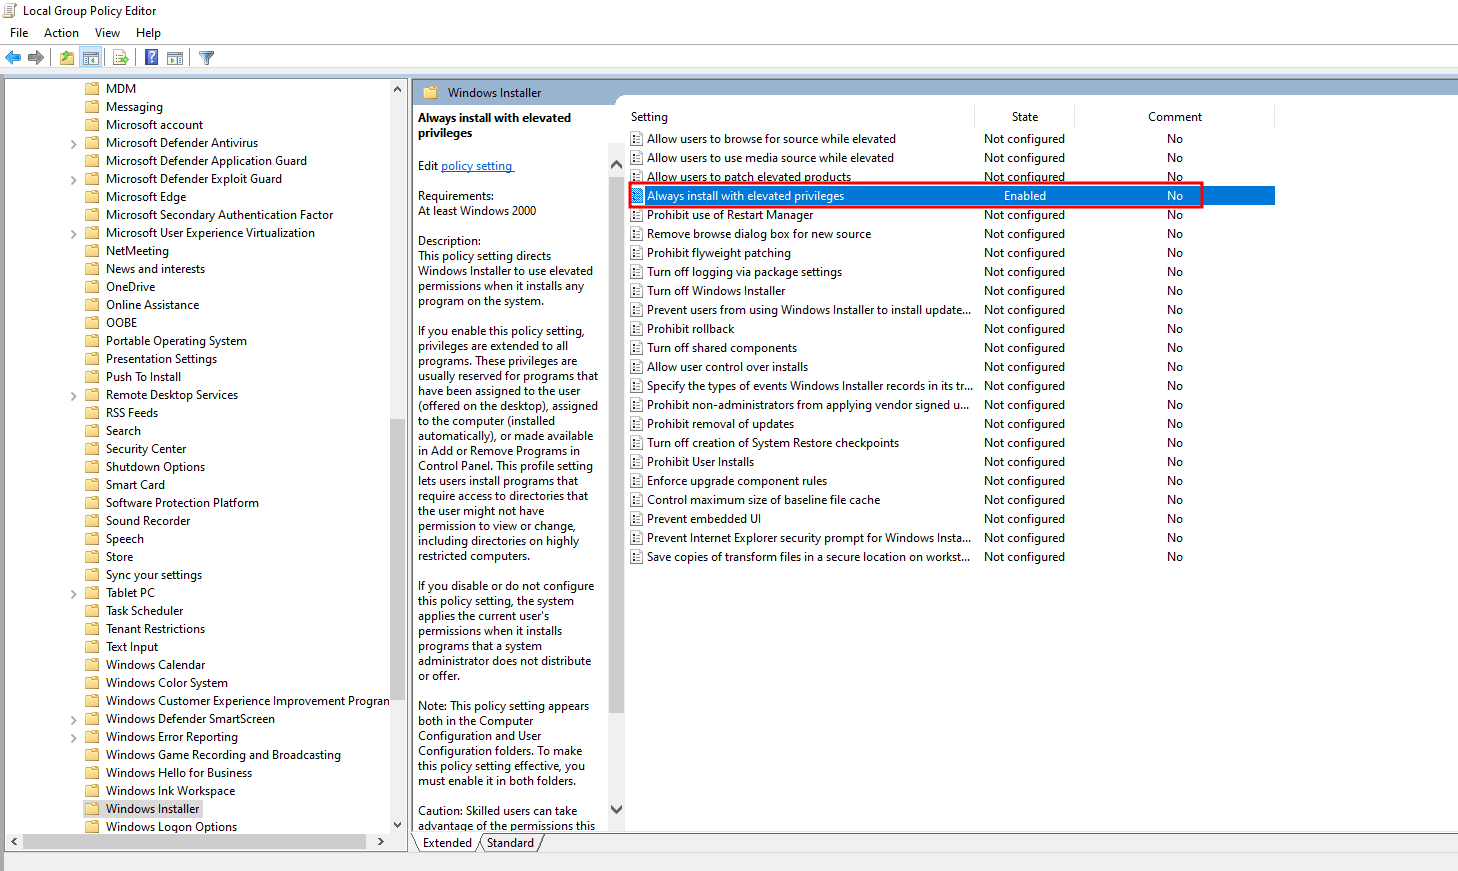 Local Group Policy Editor
File Action View Help
MDM
Messaging
Microsoft account
Microsoft Defender Antivirus
Microsoft Defender Application Guard
Microsoft Defender Exploit Guard
Microsoft Edge
Microsoft Secondary Authentication Factor
Microsoft User Experience Virtualization
NetMeeting
News and interests
OneDrive
Online Assistance
OOBE
Portable Operating System
Presentation Settings
Push To Install
Remote Desktop Services
RSS Feeds
Search
Security Center
Shutdown Options
Smart Card
Software Protection Platform
Sound Recorder
Speech
Store
Sync your settings
Tablet PC
Task Scheduler
Tenant Restrictions
Text Input
Windows Calendar
Windows Color System
Windows Customer Experience Improvement Program
Windows Defender SmartScreen
Windows Error Reporting
Windows Game Recording and Broadcasting
Windows Hello for Business
Windows Ink Workspace
Windows Installer
Windows Logon Options
Windows Installer
Always install with elevated
privileges
Edit policy setting
Requirements:
At least Windows 2000
Description:
This policy setting directs
Windows Installer to use elevated
permissions when it installs any
program on the system.
If you enable this policy setting,
privileges are extended to all
programs. These privileges are
usually reserved for programs that
have been assigned to the user
(offered on the desktop), assigned
to the computer (installed
automatically), or made available
in Add or Remove Programs in
Control Panel. This profile setting
lets users install programs that
require access to directories that
the user might not have
permission to view or change,
including directories on highly
restricted computers.
If you disable or do not configure
this policy setting, the system
applies the current user's
permissions when it installs
programs that a system
administrator does not distribute
or offer.
Note: This policy setting appears
both in the Computer
Configuration and User
Configuration folders. To make
this policy setting effective, you
must enable it in both folders.
Caution: Skilled users can take
advantage of the permissions this
Setting State Comment
Allow users to browse for source while elevated Not configured No
Allow users to use media source while elevated Not configured No
Allow users to patch elevated products Not configured No
Always install with elevated privileges Enabled No
Prohibit use of Restart Manager Not configured No
Remove browse dialog box for new source Not configured No
Prohibit flyweight patching Not configured No
Turn off logging via package settings Not configured No
Turn off Windows Installer Not configured No
Prevent users from using Windows Installer to install update... Not configured No
Prohibit rollback Not configured No
Turn off shared components Not configured No
Allow user control over installs Not configured No
Specify the types of events Windows Installer records in its tr... Not configured No
Prohibit non-administrators from applying vendor signed u... Not configured No
Prohibit removal of updates Not configured No
Turn off creation of System Restore checkpoints Not configured No
Prohibit User Installs Not configured No
Enforce upgrade component rules Not configured No
Control maximum size of baseline file cache Not configured No
Prevent embedded UI Not configured No
Prevent Internet Explorer security prompt for Windows Insta... Not configured No
Save copies of transform files in a secure location on workst... Not configured No
Extended Standard